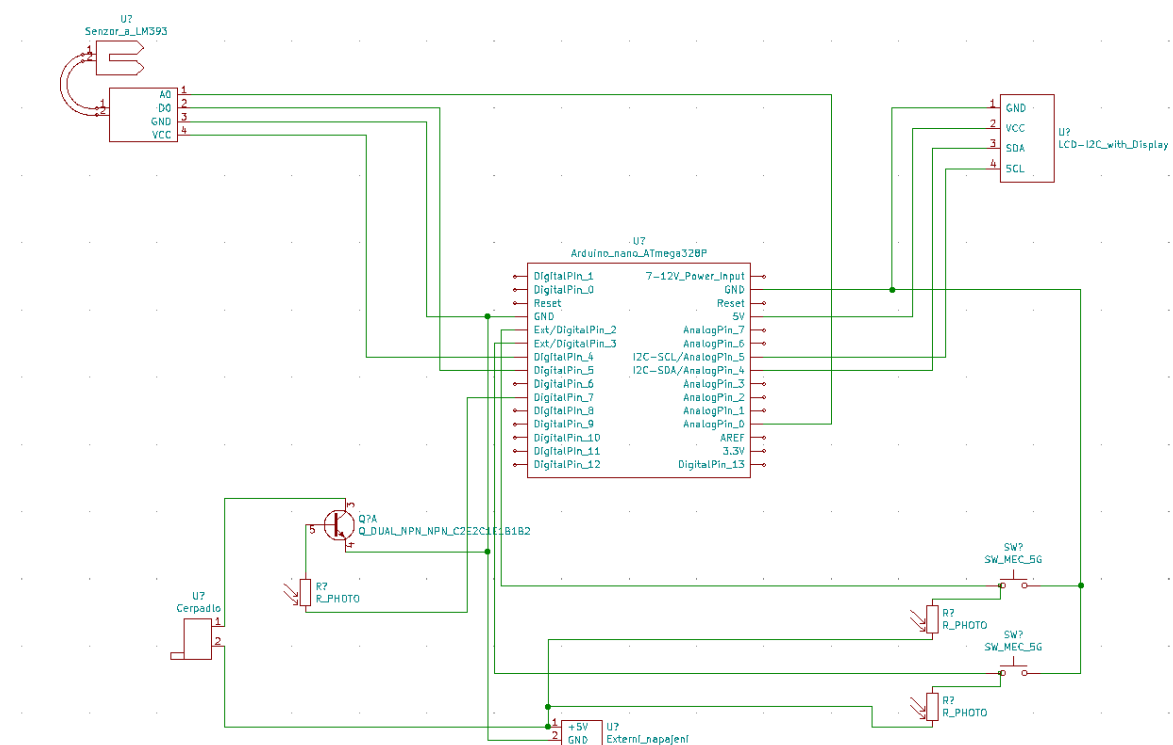 U?
Senzor_a_LM393
1
2
1
2
AO 1
DO 2
GND 3
VCC 4
1 GND
2 VCC
3 SDA
4 SCL
U?
LCD-I2C_with_Display
U?
Arduino_nano_ATmega328P
DigitalPin_1 7-12V_Power_Input
DigitalPin_0 GND
Reset Reset
GND 5V
Ext/DigitalPin_2 AnalogPin_7
Ext/DigitalPin_3 AnalogPin_6
DigitalPin_4 I2C-SCL/AnalogPin_5
DigitalPin_5 I2C-SDA/AnalogPin_4
DigitalPin_6 AnalogPin_3
DigitalPin_7 AnalogPin_2
DigitalPin_8 AnalogPin_1
DigitalPin_9 AnalogPin_0
DigitalPin_10 AREF
DigitalPin_11 3.3V
DigitalPin_12 DigitalPin_13
3
5
4
Q?A
Q_DUAL_NPN_NPN_C2E2C1E1B1B2
R?
R_PHOTO
U?
Cerpadlo
1
2
SW?
SW_MEC_5G
R?
R_PHOTO
SW?
SW_MEC_5G
R?
R_PHOTO
1 +5V
2 GND
U?
Externí_napajení